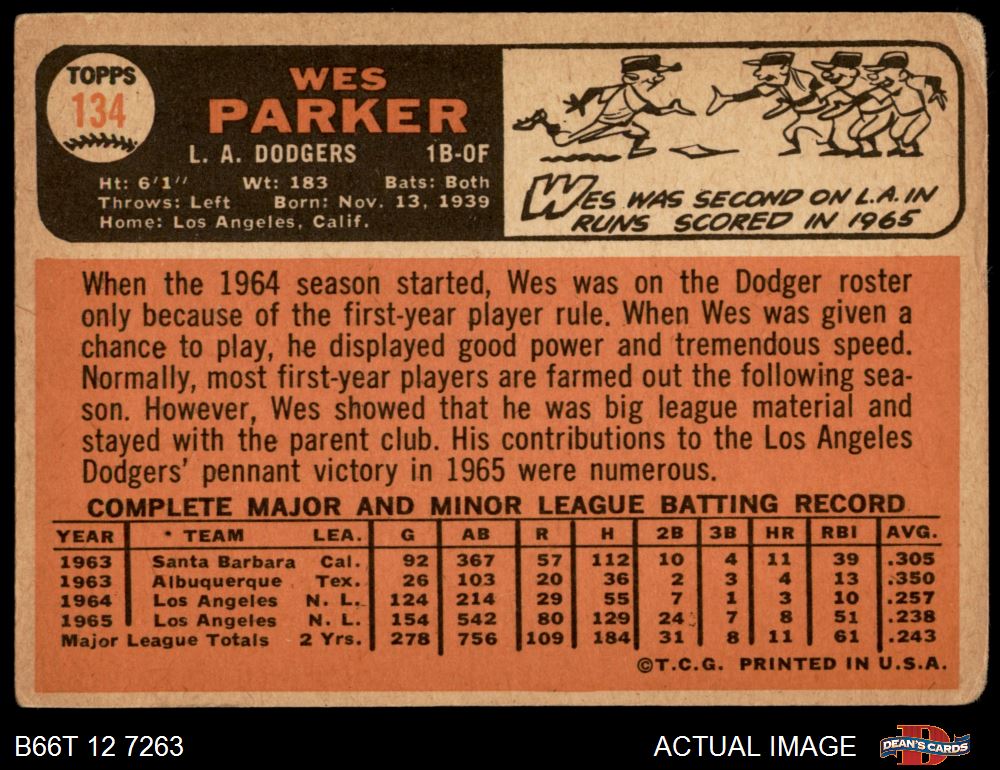 TOPPS
134
WES
PARKER
L. A. DODGERS 1B-OF
Ht: 6'1" Wt: 183 Bats: Both
Throws: Left Born: Nov. 13, 1939
Home: Los Angeles, Calif.
WES WAS SECOND ON L.A. IN
RUNS SCORED IN 1965
When the 1964 season started, Wes was on the Dodger roster
only because of the first-year player rule. When Wes was given a
chance to play, he displayed good power and tremendous speed.
Normally, most first-year players are farmed out the following sea-
son. However, Wes showed that he was big league material and
stayed with the parent club. His contributions to the Los Angeles
Dodgers' pennant victory in 1965 were numerous.
COMPLETE MAJOR AND MINOR LEAGUE BATTING RECORD
YEAR TEAM LEA. G AB R H 2B 3B HR RBI AVG.
1963 Santa Barbara Cal. 92 367 57 112 10 4 11 39 .305
1963 Albuquerque Tex. 26 103 20 36 2 3 4 13 .350
1964 Los Angeles N. L. 124 214 29 55 7 1 3 10 .257
1965 Los Angeles N. L. 154 542 80 129 24 7 8 51 .238
Major League Totals 2 Yrs. 278 756 109 184 31 8 11 61 .243
©T.C.G. PRINTED IN U.S.A.
B66T 12 7263 ACTUAL IMAGE
D
DEAN'S CARDS